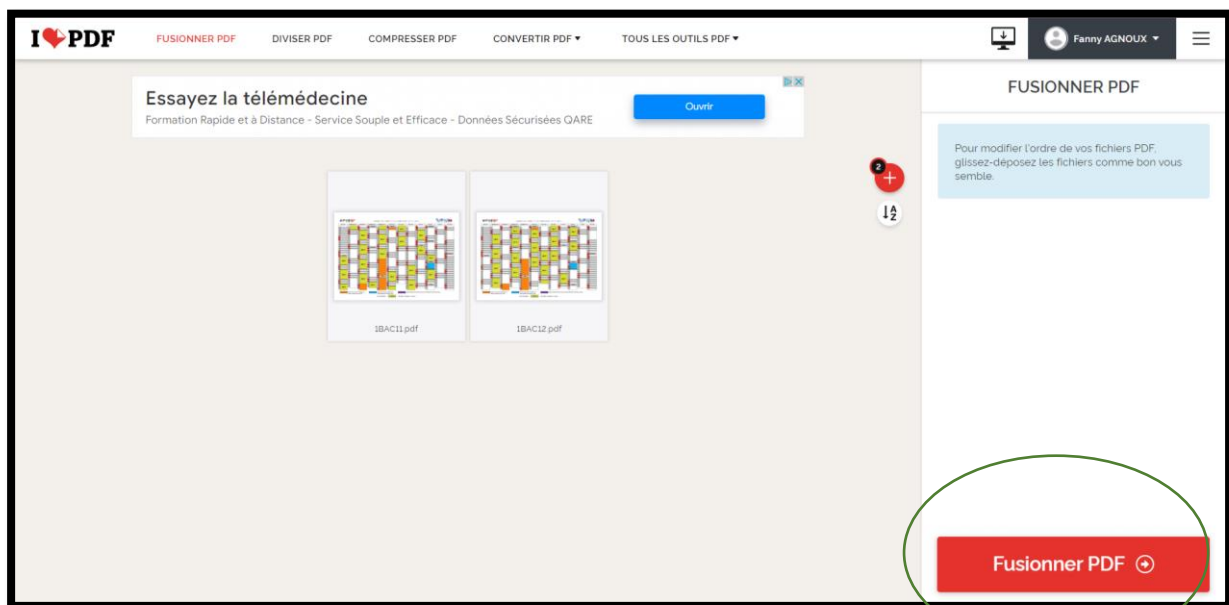 I PDF
FUSIONNER PDF
DIVISER PDF
COMPRESSER PDF
CONVERTIR PDF
TOUS LES OUTILS PDF
Fanny AGNOUX
Essayez la télémédecine
Formation Rapide et à Distance - Service Souple et Efficace - Données Sécurisées QARE
Ouvrir
FUSIONNER PDF
Pour modifier l'ordre de vos fichiers PDF,
glissez-déposez les fichiers comme bon vous
semble.
2
A
Z
1BAC11.pdf
1BAC12.pdf
Fusionner PDF